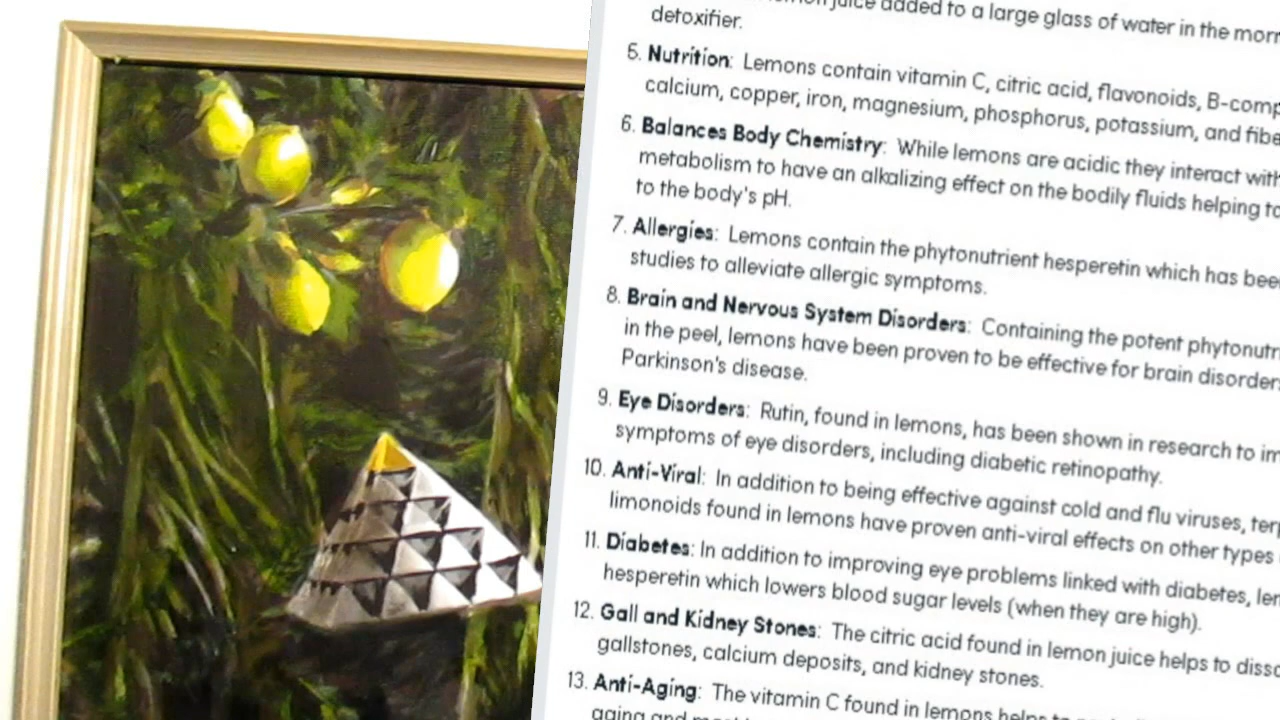 juice added to a large glass of water in the
detoxifier.
5. Nutrition: Lemons contain vitamin C, citric acid, flavonoids,
calcium, copper, iron, magnesium, phosphorus, potassium, and
6. Balances Body Chemistry: While lemons are acidic they interact with
metabolism to have an alkalizing effect on the bodily fluids helping
to the body's pH.
7. Allergies: Lemons contain the phytonutrient hesperetin which has
studies to alleviate allergic symptoms.
8. Brain and Nervous System Disorders: Containing the potent
in the peel, lemons have been proven to be effective for brain
Parkinson's disease.
9. Eye Disorders: Rutin, found in lemons, has been shown in research to
symptoms of eye disorders, including diabetic retinopathy.
10. Anti-Viral: In addition to being effective against cold and flu viruses,
limonoids found in lemons have proven anti-viral effects on other types
11. Diabetes: In addition to improving eye problems linked with diabetes,
hesperetin which lowers blood sugar levels (when they are high).
12. Gall and Kidney Stones: The citric acid found in lemon juice helps to
gallstones, calcium deposits, and kidney stones.
13. Anti-Aging: The vitamin C found in lemons helps